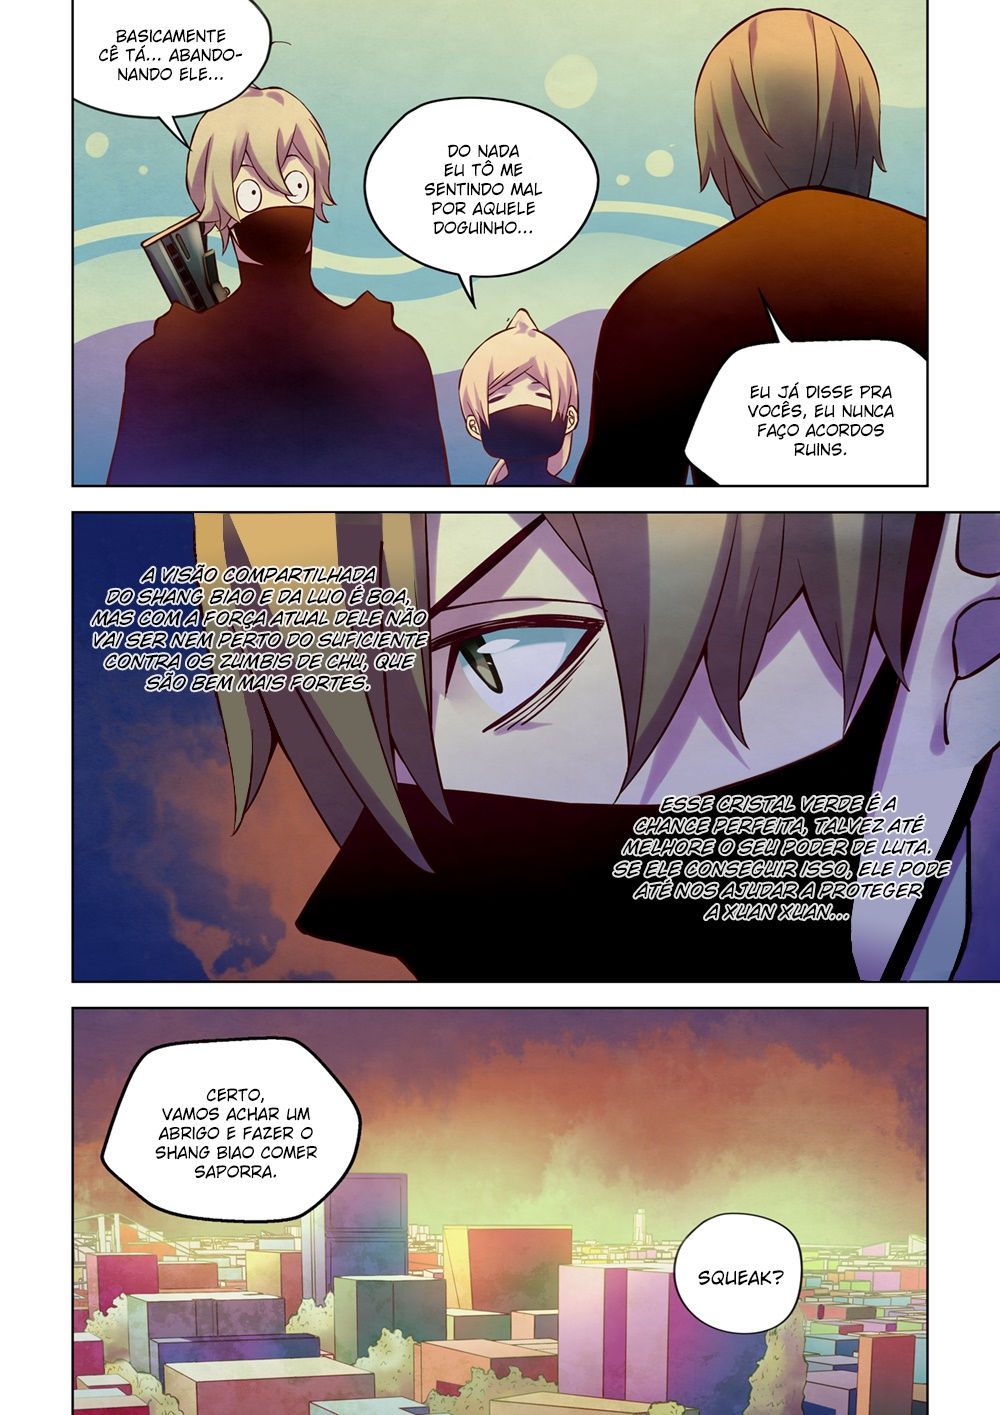 BASICAMENTE
CÊ TÁ... ABANDO-
NANDO ELE...
DO NADA
EU TÔ ME
SENTINDO MAL
POR AQUELE
DOGUINHO...
EU JÁ DISSE PRA
VOCÊS, EU NUNCA
FAÇO ACORDOS
RUINS.
A VISÃO COMPARTILHADA
DO SHANG BIAO E DA LUO É BOA,
MAS COM A FORÇA ATUAL DELE NÃO
VAI SER NEM PERTO DO SUFICIENTE
CONTRA OS ZUMBIS DE CHU, QUE
SÃO BEM MAIS FORTES.
ESSE CRISTAL VERDE É A
CHANCE PERFEITA, TALVEZ ATÉ
MELHORE O SEU PODER DE LUTA.
SE ELE CONSEGUIR ISSO, ELE PODE
ATÉ NOS AJUDAR A PROTEGER
A XUAN XUAN...
CERTO,
VAMOS ACHAR UM
ABRIGO E FAZER O
SHANG BIAO COMER
SAPORRA.
SQUEAK?